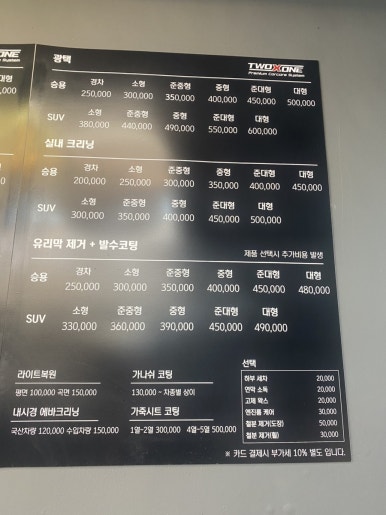 XONE
Care System
광택
TWOXONE
Premium Carcare System
경차 소형 준중형 중형 준대형 대형
승용 250,000 300,000 350,000 400,000 450,000 500,000
소형 준중형 중형 준대형 대형
SUV 380,000 440,000 490,000 550,000 600,000
실내 크리닝
경차 소형 준중형 중형 준대형 대형
승용 200,000 250,000 300,000 350,000 400,000 450,000
소형 준중형 중형 준대형 대형
SUV 300,000 350,000 400,000 450,000 500,000
유리막 제거 + 발수코팅
제품 선택시 추가비용 발생
경차 소형 준중형 중형 준대형 대형
승용 250,000 300,000 350,000 400,000 450,000 480,000
소형 준중형 중형 준대형 대형
SUV 330,000 360,000 390,000 450,000 490,000
라이트복원
평면 100,000 곡면 150,000
가나쉬 코팅
130,000 ~ 차종별 상이
내시경 에바크리닝
국산차량 120,000 수입차량 150,000
가죽시트 코팅
1열-2열 300,000 4열-5열 500,000
선택
하부 세차 20,000
연막 소독 20,000
고체 왁스 20,000
엔진룸 케어 30,000
철분 제거(도장) 50,000
철분 제거(휠) 30,000
※ 카드 결제시 부가세 10% 별도 입니다.